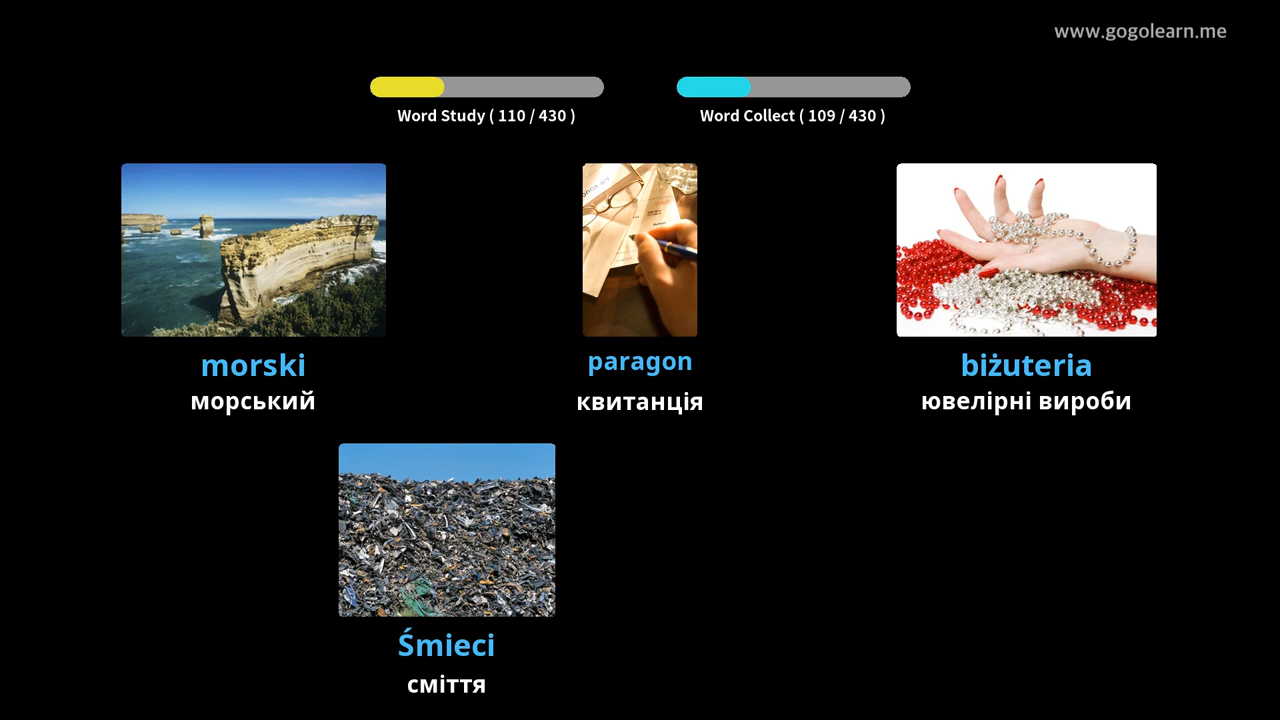 www.gogolearn.me
Word Study ( 110 / 430 )
Word Collect ( 109 / 430 )
morski
морський
paragon
квитанція
biżuteria
ювелірні вироби
Śmieci
сміття